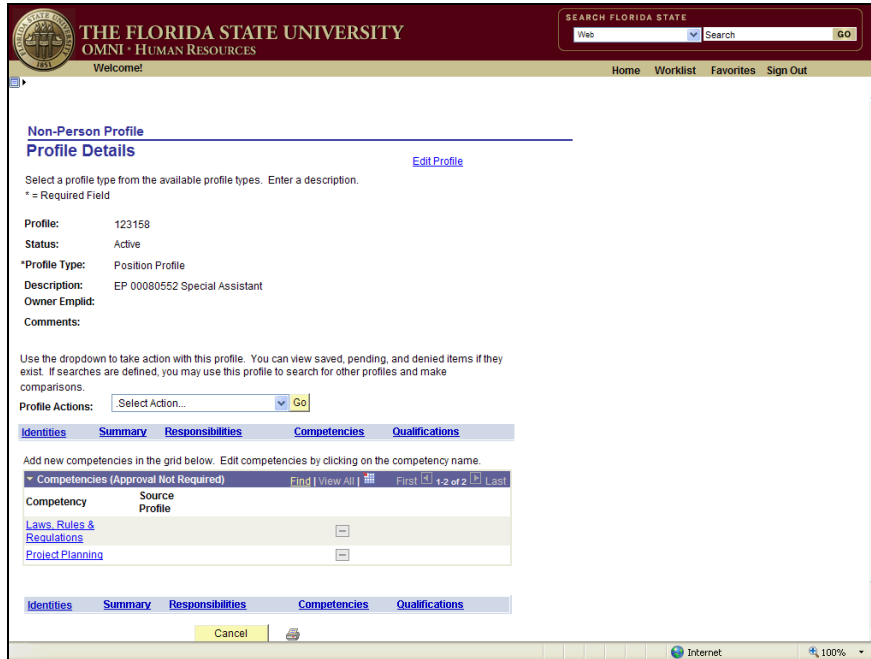 STATE UN
1851
THE FLORIDA STATE UNIVERSITY
OMNI * HUMAN RESOURCES
SEARCH FLORIDA STATE
Web Search GO
Welcome! Home Worklist Favorites Sign Out
Non-Person Profile
Profile Details
Edit Profile
Select a profile type from the available profile types. Enter a description.
* = Required Field
Profile: 123158
Status: Active
*Profile Type: Position Profile
Description: EP 00080552 Special Assistant
Owner Emplid:
Comments:
Use the dropdown to take action with this profile. You can view saved, pending, and denied items if they
exist. If searches are defined, you may use this profile to search for other profiles and make
comparisons.
Profile Actions: .Select Action... Go
Identities Summary Responsibilities Competencies Qualifications
Add new competencies in the grid below. Edit competencies by clicking on the competency name.
Competencies (Approval Not Required) Find | View All | First 1-2 of 2 Last
Competency Source
Profile
Laws, Rules &
Regulations
Project Planning
Identities Summary Responsibilities Competencies Qualifications
Cancel
Internet 100%